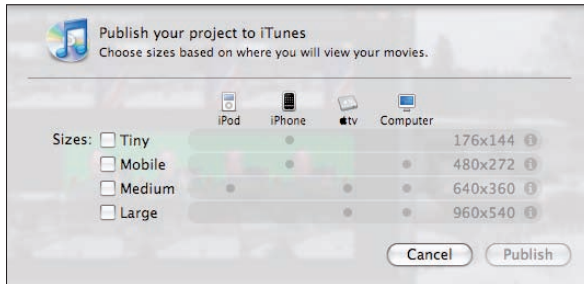 Publish your project to iTunes
Choose sizes based on where you will view your movies.
iPod iPhone tv Computer
Sizes: Tiny 176x144
Mobile 480x272
Medium 640x360
Large 960x540
Cancel Publish